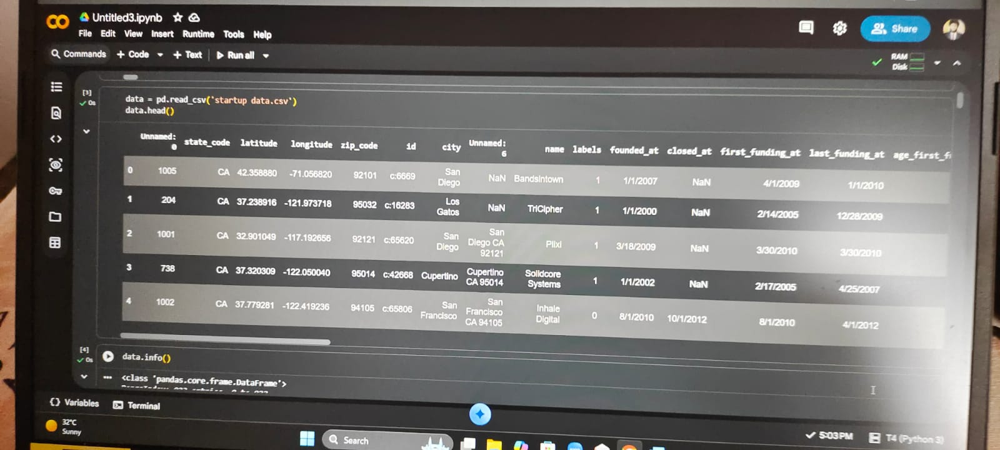 Untitled3.ipynb
File Edit View Insert Runtime Tools Help
Share
Commands + Code + Text Run all
RAM
Disk
[3]
0s
data = pd.read_csv('startup data.csv')
data.head()
Unnamed: 0 state_code latitude longitude zip_code id city Unnamed: 6 name labels founded_at closed_at first_funding_at last_funding_at age_first_f
0 1005 CA 42.358880 -71.056820 92101 c:6669 San Diego NaN Bandsintown 1 1/1/2007 NaN 4/1/2009 1/1/2010
1 204 CA 37.238916 -121.973718 95032 c:16283 Los Gatos NaN TriCipher 1 1/1/2000 NaN 2/14/2005 12/28/2009
2 1001 CA 32.901049 -117.192656 92121 c:65620 San Diego San Diego CA 92121 Plixi 1 3/18/2009 NaN 3/30/2010 3/30/2010
3 738 CA 37.320309 -122.050040 95014 c:42668 Cupertino Cupertino CA 95014 Solidcore Systems 1 1/1/2002 NaN 2/17/2005 4/25/2007
4 1002 CA 37.779281 -122.419236 94105 c:65806 San Francisco San Francisco CA 94105 Inhale Digital 0 8/1/2010 10/1/2012 8/1/2010 4/1/2012
[4]
0s
data.info()
<class 'pandas.core.frame.DataFrame'>
Variables Terminal
5:03PM T4 (Python 3)
32°C
Sunny
Search